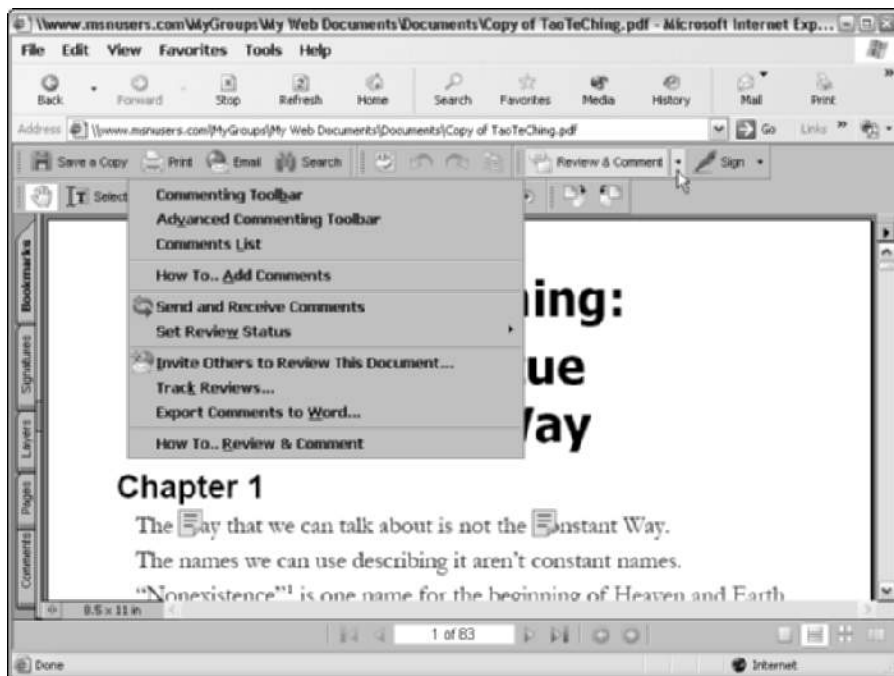 \\www.msnusers.com\MyGroups\My Web Documents\Documents\Copy of TaoTeChing.pdf - Microsoft Internet Exp...
File Edit View Favorites Tools Help
Back Forward Stop Refresh Home Search Favorites Media History Mail Print
Address \\www.msnusers.com\MyGroups\My Web Documents\Documents\Copy of TaoTeChing.pdf Go Links
Save a Copy Print Email Search Review & Comment Sign
Select
Commenting Toolbar
Advanced Commenting Toolbar
Comments List
How To.. Add Comments
Send and Receive Comments
Set Review Status
Invite Others to Review This Document...
Track Reviews...
Export Comments to Word...
How To.. Review & Comment
Bookmarks
Signatures
Layers
Pages
Comments
ing:
ue
Way
Chapter 1
The ay that we can talk about is not the onstant Way.
The names we can use describing it aren't constant names.
"Nonexistence"¹ is one name for the beginning of Heaven and Earth
8.5 x 11 in
1 of 83
Done Internet